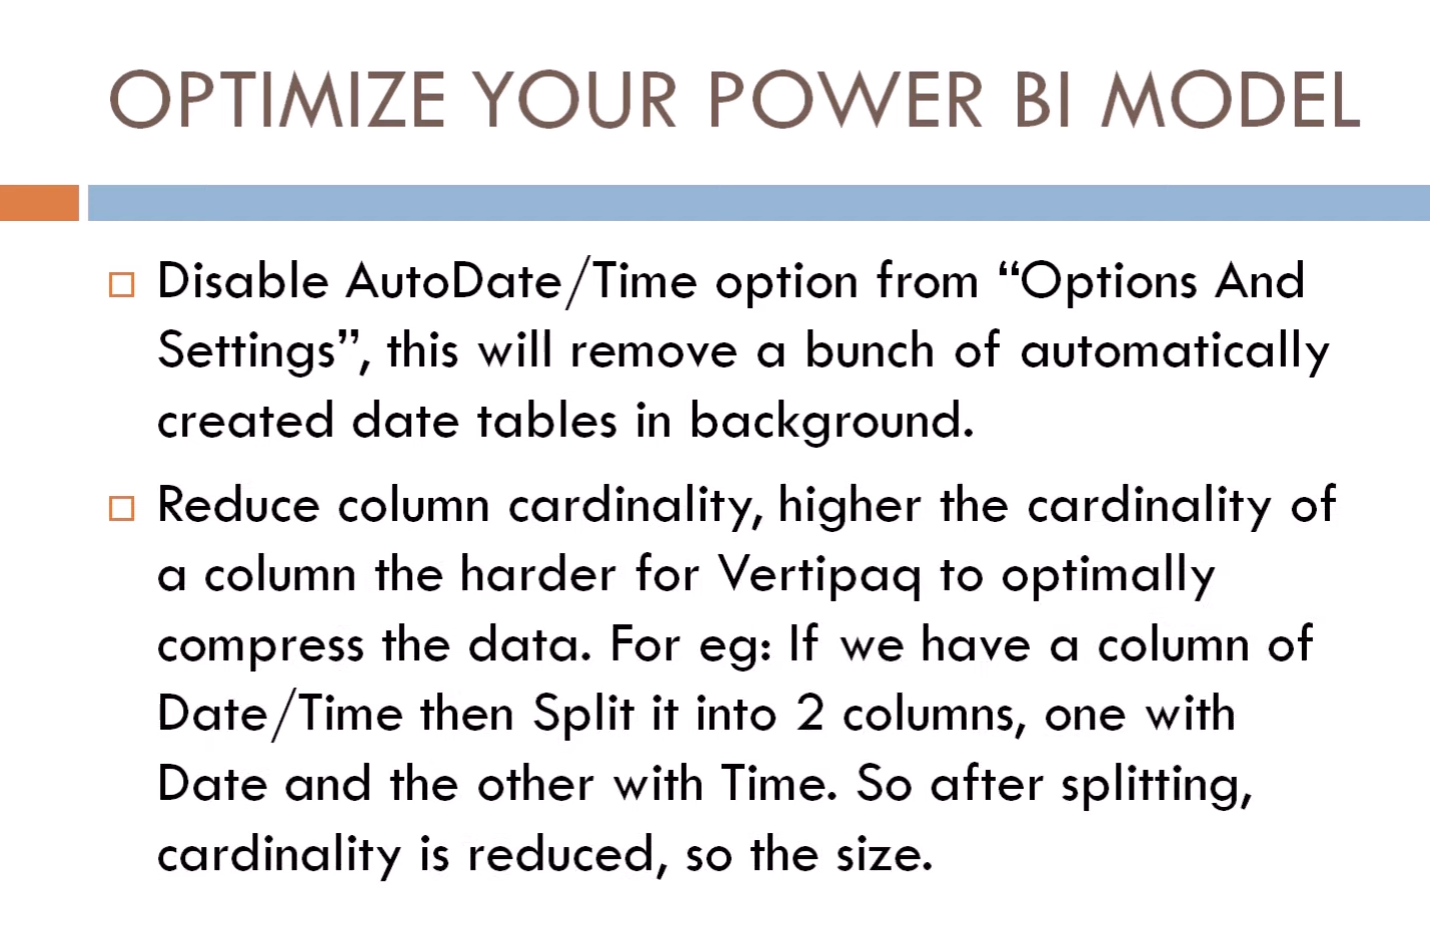 OPTIMIZE YOUR POWER BI MODEL
Disable AutoDate/Time option from “Options And
Settings”, this will remove a bunch of automatically
created date tables in background.
Reduce column cardinality, higher the cardinality of
a column the harder for Vertipaq to optimally
compress the data. For eg: If we have a column of
Date/Time then Split it into 2 columns, one with
Date and the other with Time. So after splitting,
cardinality is reduced, so the size.